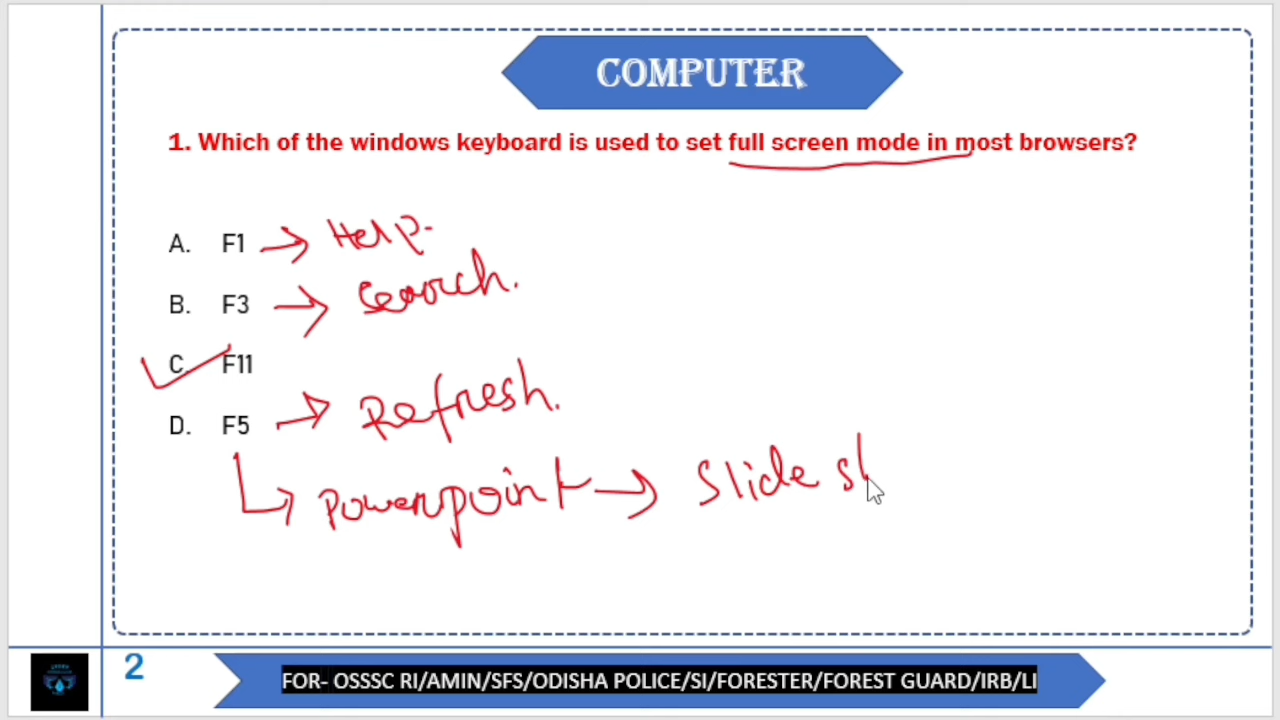 COMPUTER
1. Which of the windows keyboard is used to set full screen mode in most browsers?
A. F1 → Help.
B. F3 → Search.
C. F11
D. F5 → Refresh.
Powerpoint → Slide sh
2
FOR- OSSSC RI/AMIN/SFS/ODISHA POLICE/SI/FORESTER/FOREST GUARD/IRB/LI